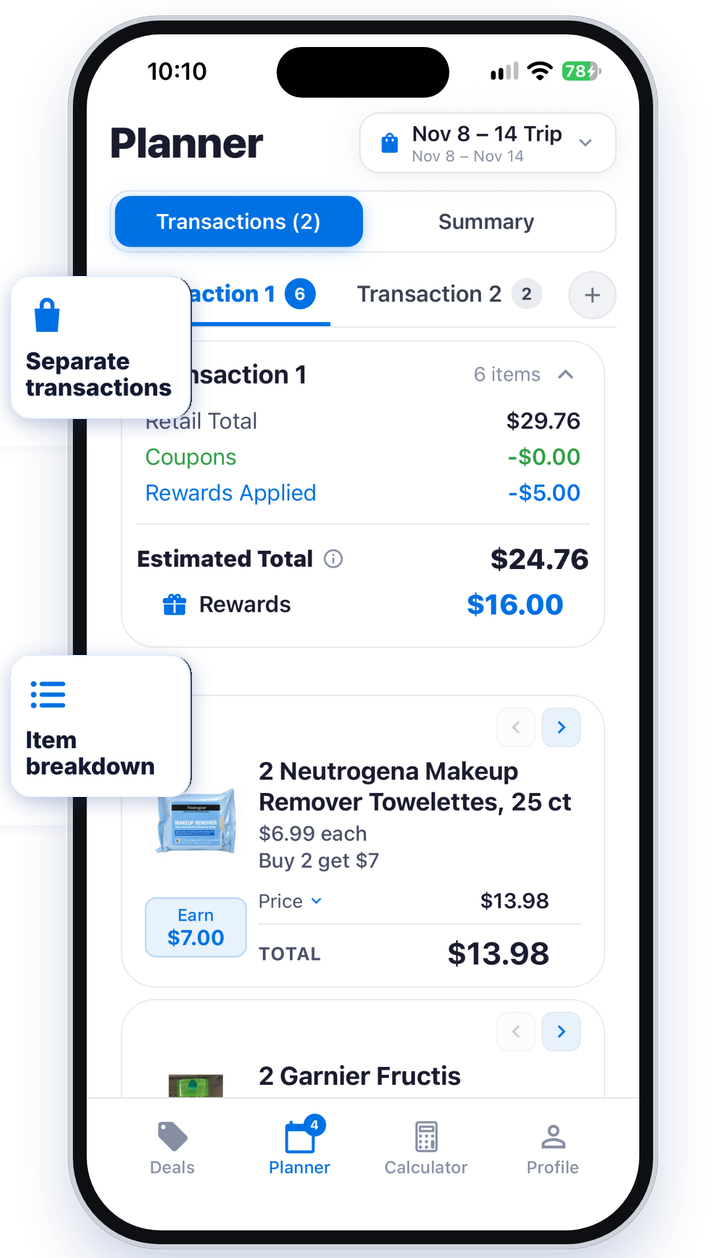 10:10
78
Planner
Nov 8 – 14 Trip
Nov 8 – Nov 14
Transactions (2)
Summary
action 1 6
Transaction 2 2
+
Separate
transactions
nsaction 1
6 items
Retail Total $29.76
Coupons -$0.00
Rewards Applied -$5.00
Estimated Total $24.76
Rewards $16.00
Item
breakdown
2 Neutrogena Makeup
Remover Towelettes, 25 ct
$6.99 each
Buy 2 get $7
Neutrogena
MAKEUP REMOVER
Price $13.98
Earn
$7.00
TOTAL $13.98
2 Garnier Fructis
4
Deals
Planner
Calculator
Profile